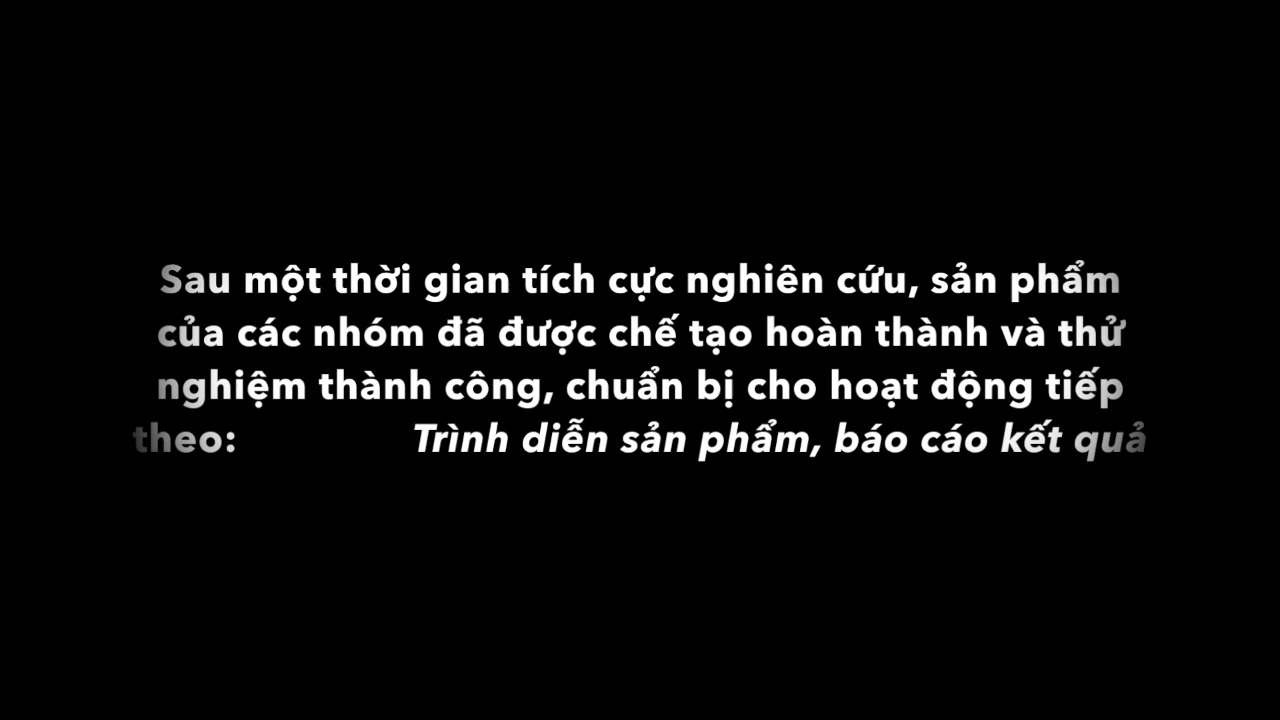 Sau một thời gian tích cực nghiên cứu, sản phẩm
của các nhóm đã được chế tạo hoàn thành và thử
nghiệm thành công, chuẩn bị cho hoạt động tiếp
theo: Trình diễn sản phẩm, báo cáo kết quả